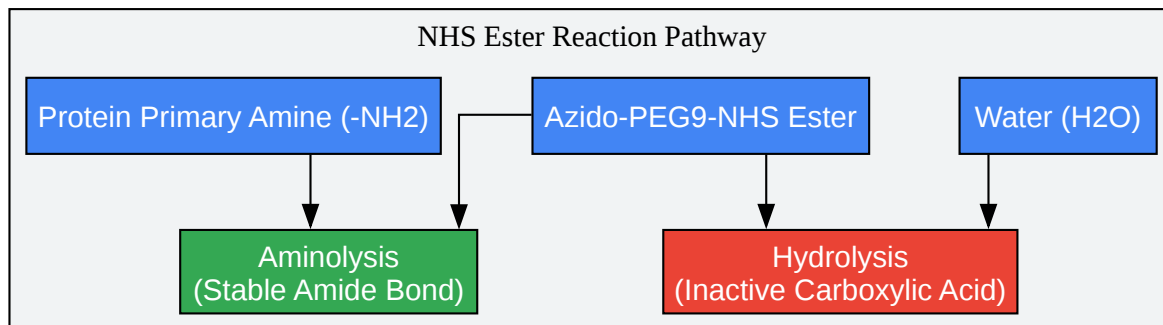 NHS Ester Reaction Pathway
Protein Primary Amine (-NH2)
Azido-PEG9-NHS Ester
Water (H2O)
Aminolysis
(Stable Amide Bond)
Hydrolysis
(Inactive Carboxylic Acid)